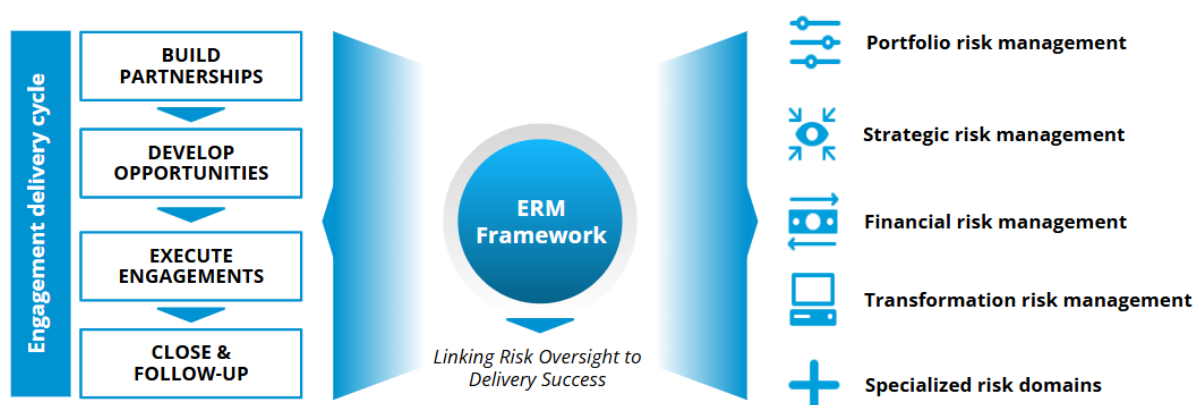 Engagement delivery cycle
BUILD
PARTNERSHIPS
DEVELOP
OPPORTUNITIES
EXECUTE
ENGAGEMENTS
CLOSE &
FOLLOW-UP
ERM
Framework
Linking Risk Oversight to
Delivery Success
Portfolio risk management
Strategic risk management
Financial risk management
Transformation risk management
Specialized risk domains